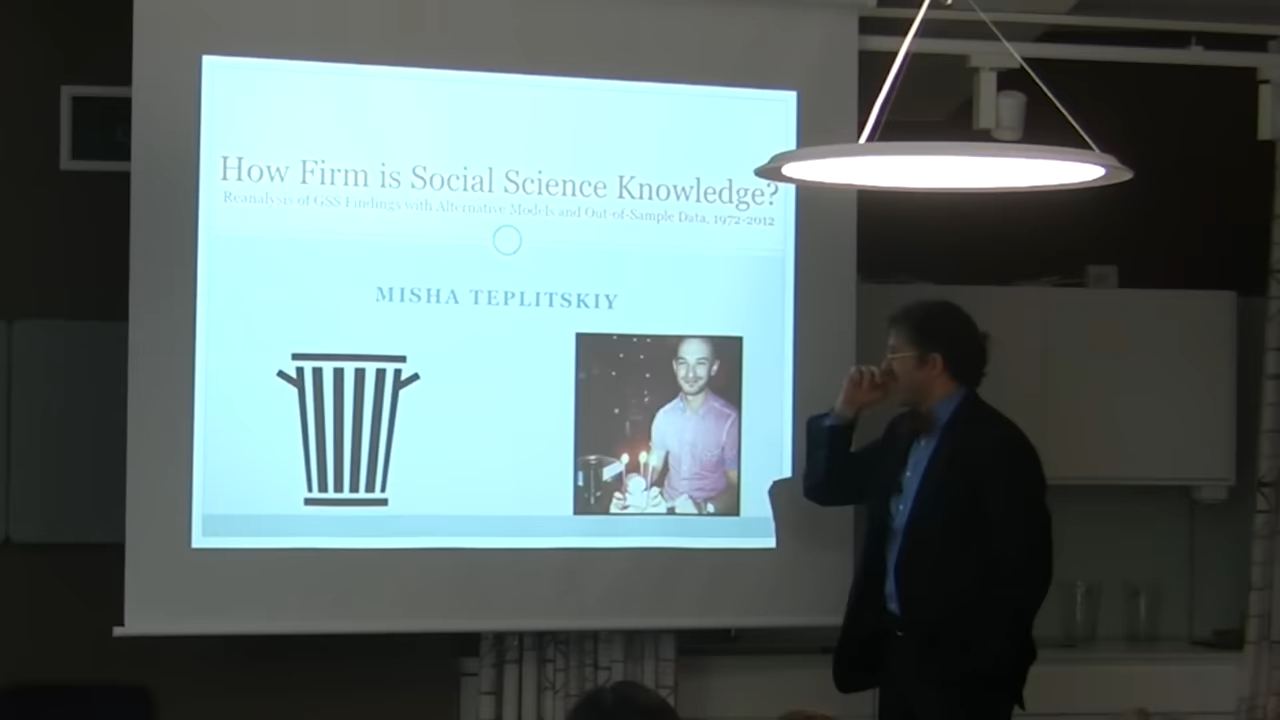 How Firm is Social Science Knowledge?
Reanalysis of GSS Findings with Alternative Models and Out-of-Sample Data, 1972-2012
MISHA TEPLITSKIY